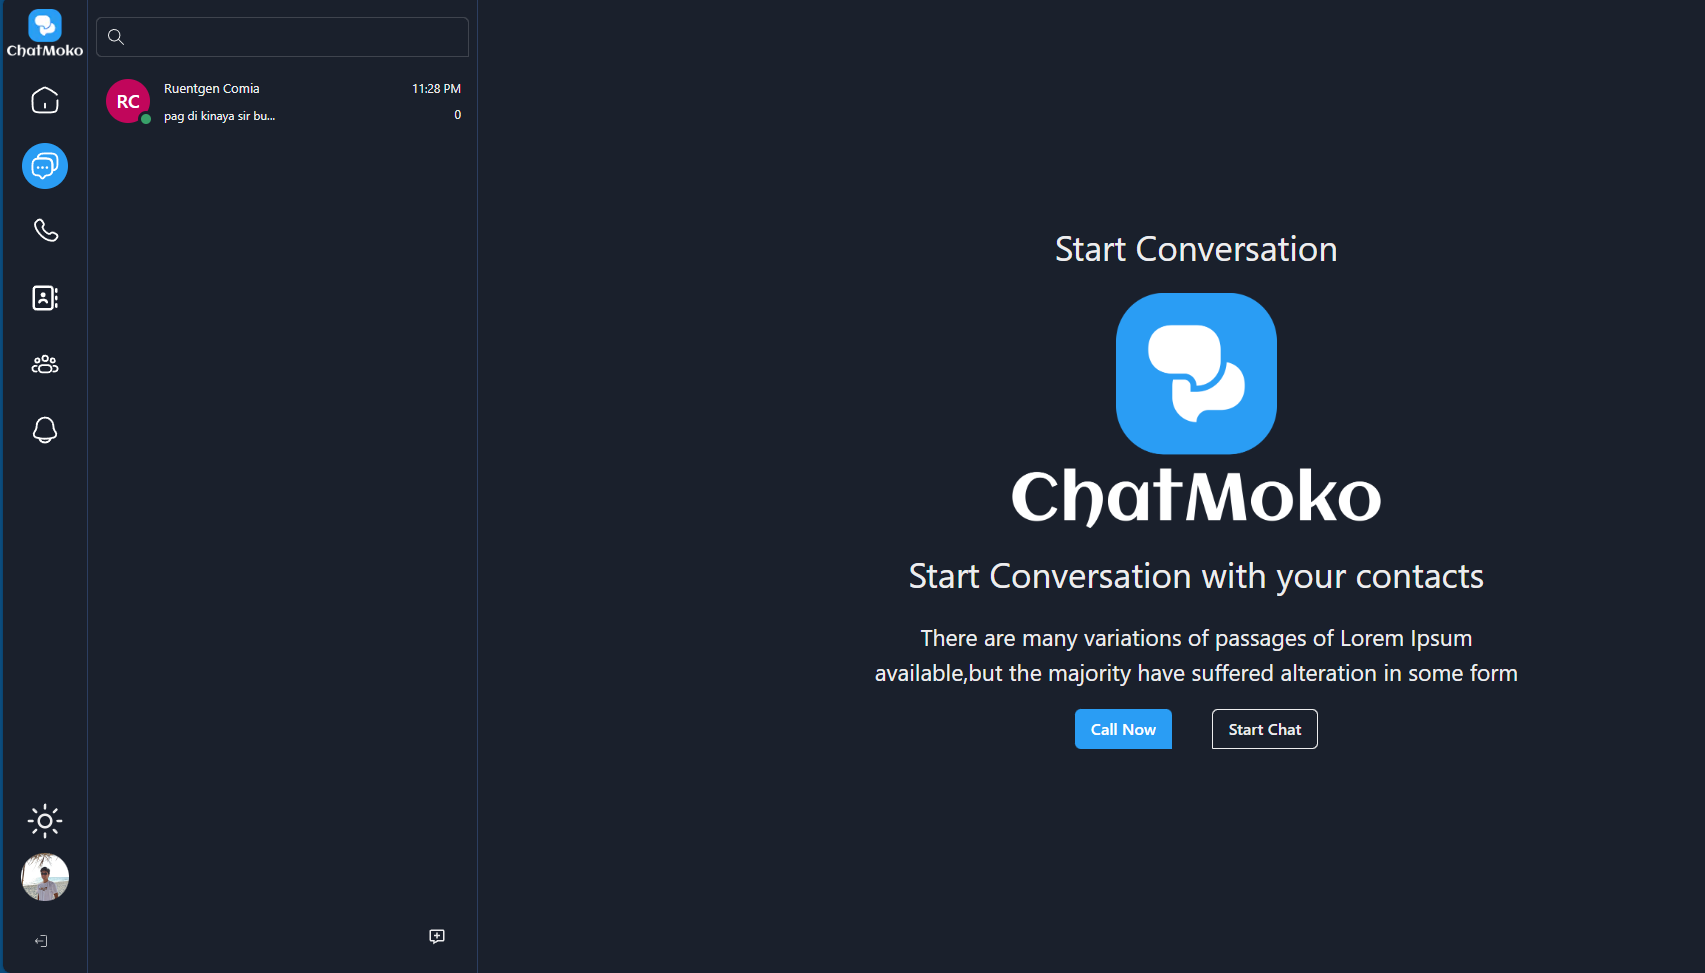 ChatMoko
RC
Ruentgen Comia
11:28 PM
pag di kinaya sir bu...
0
Start Conversation
ChatMoko
Start Conversation with your contacts
There are many variations of passages of Lorem Ipsum
available,but the majority have suffered alteration in some form
Call Now
Start Chat